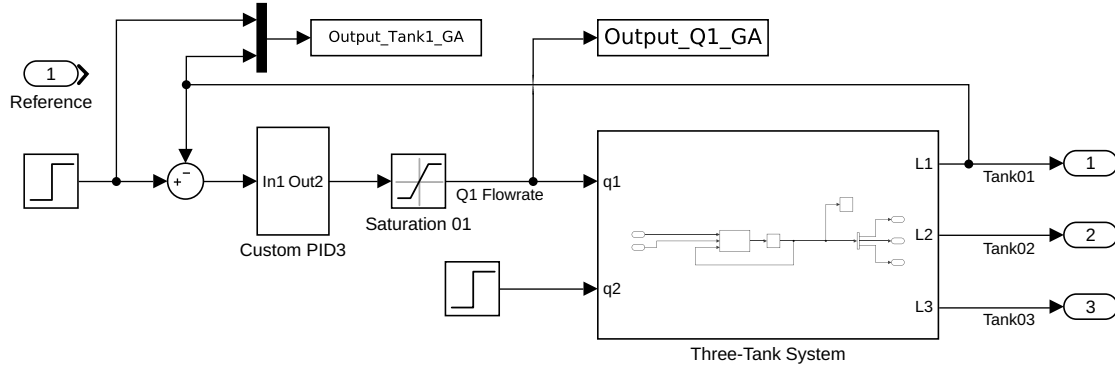 Output_Tank1_GA
Output_Q1_GA
1
Reference
-
+
In1 Out2
Custom PID3
Saturation 01
Q1 Flowrate
q1
q2
L1
L2
L3
Three-Tank System
Tank01
1
Tank02
2
Tank03
3